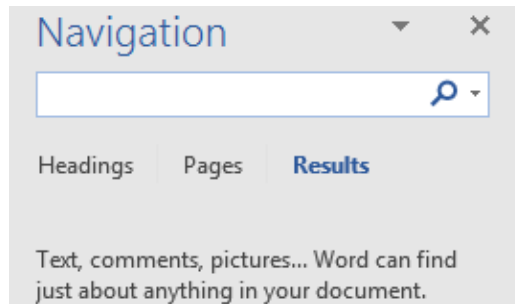 Navigation
Headings Pages Results
Text, comments, pictures... Word can find
just about anything in your document.